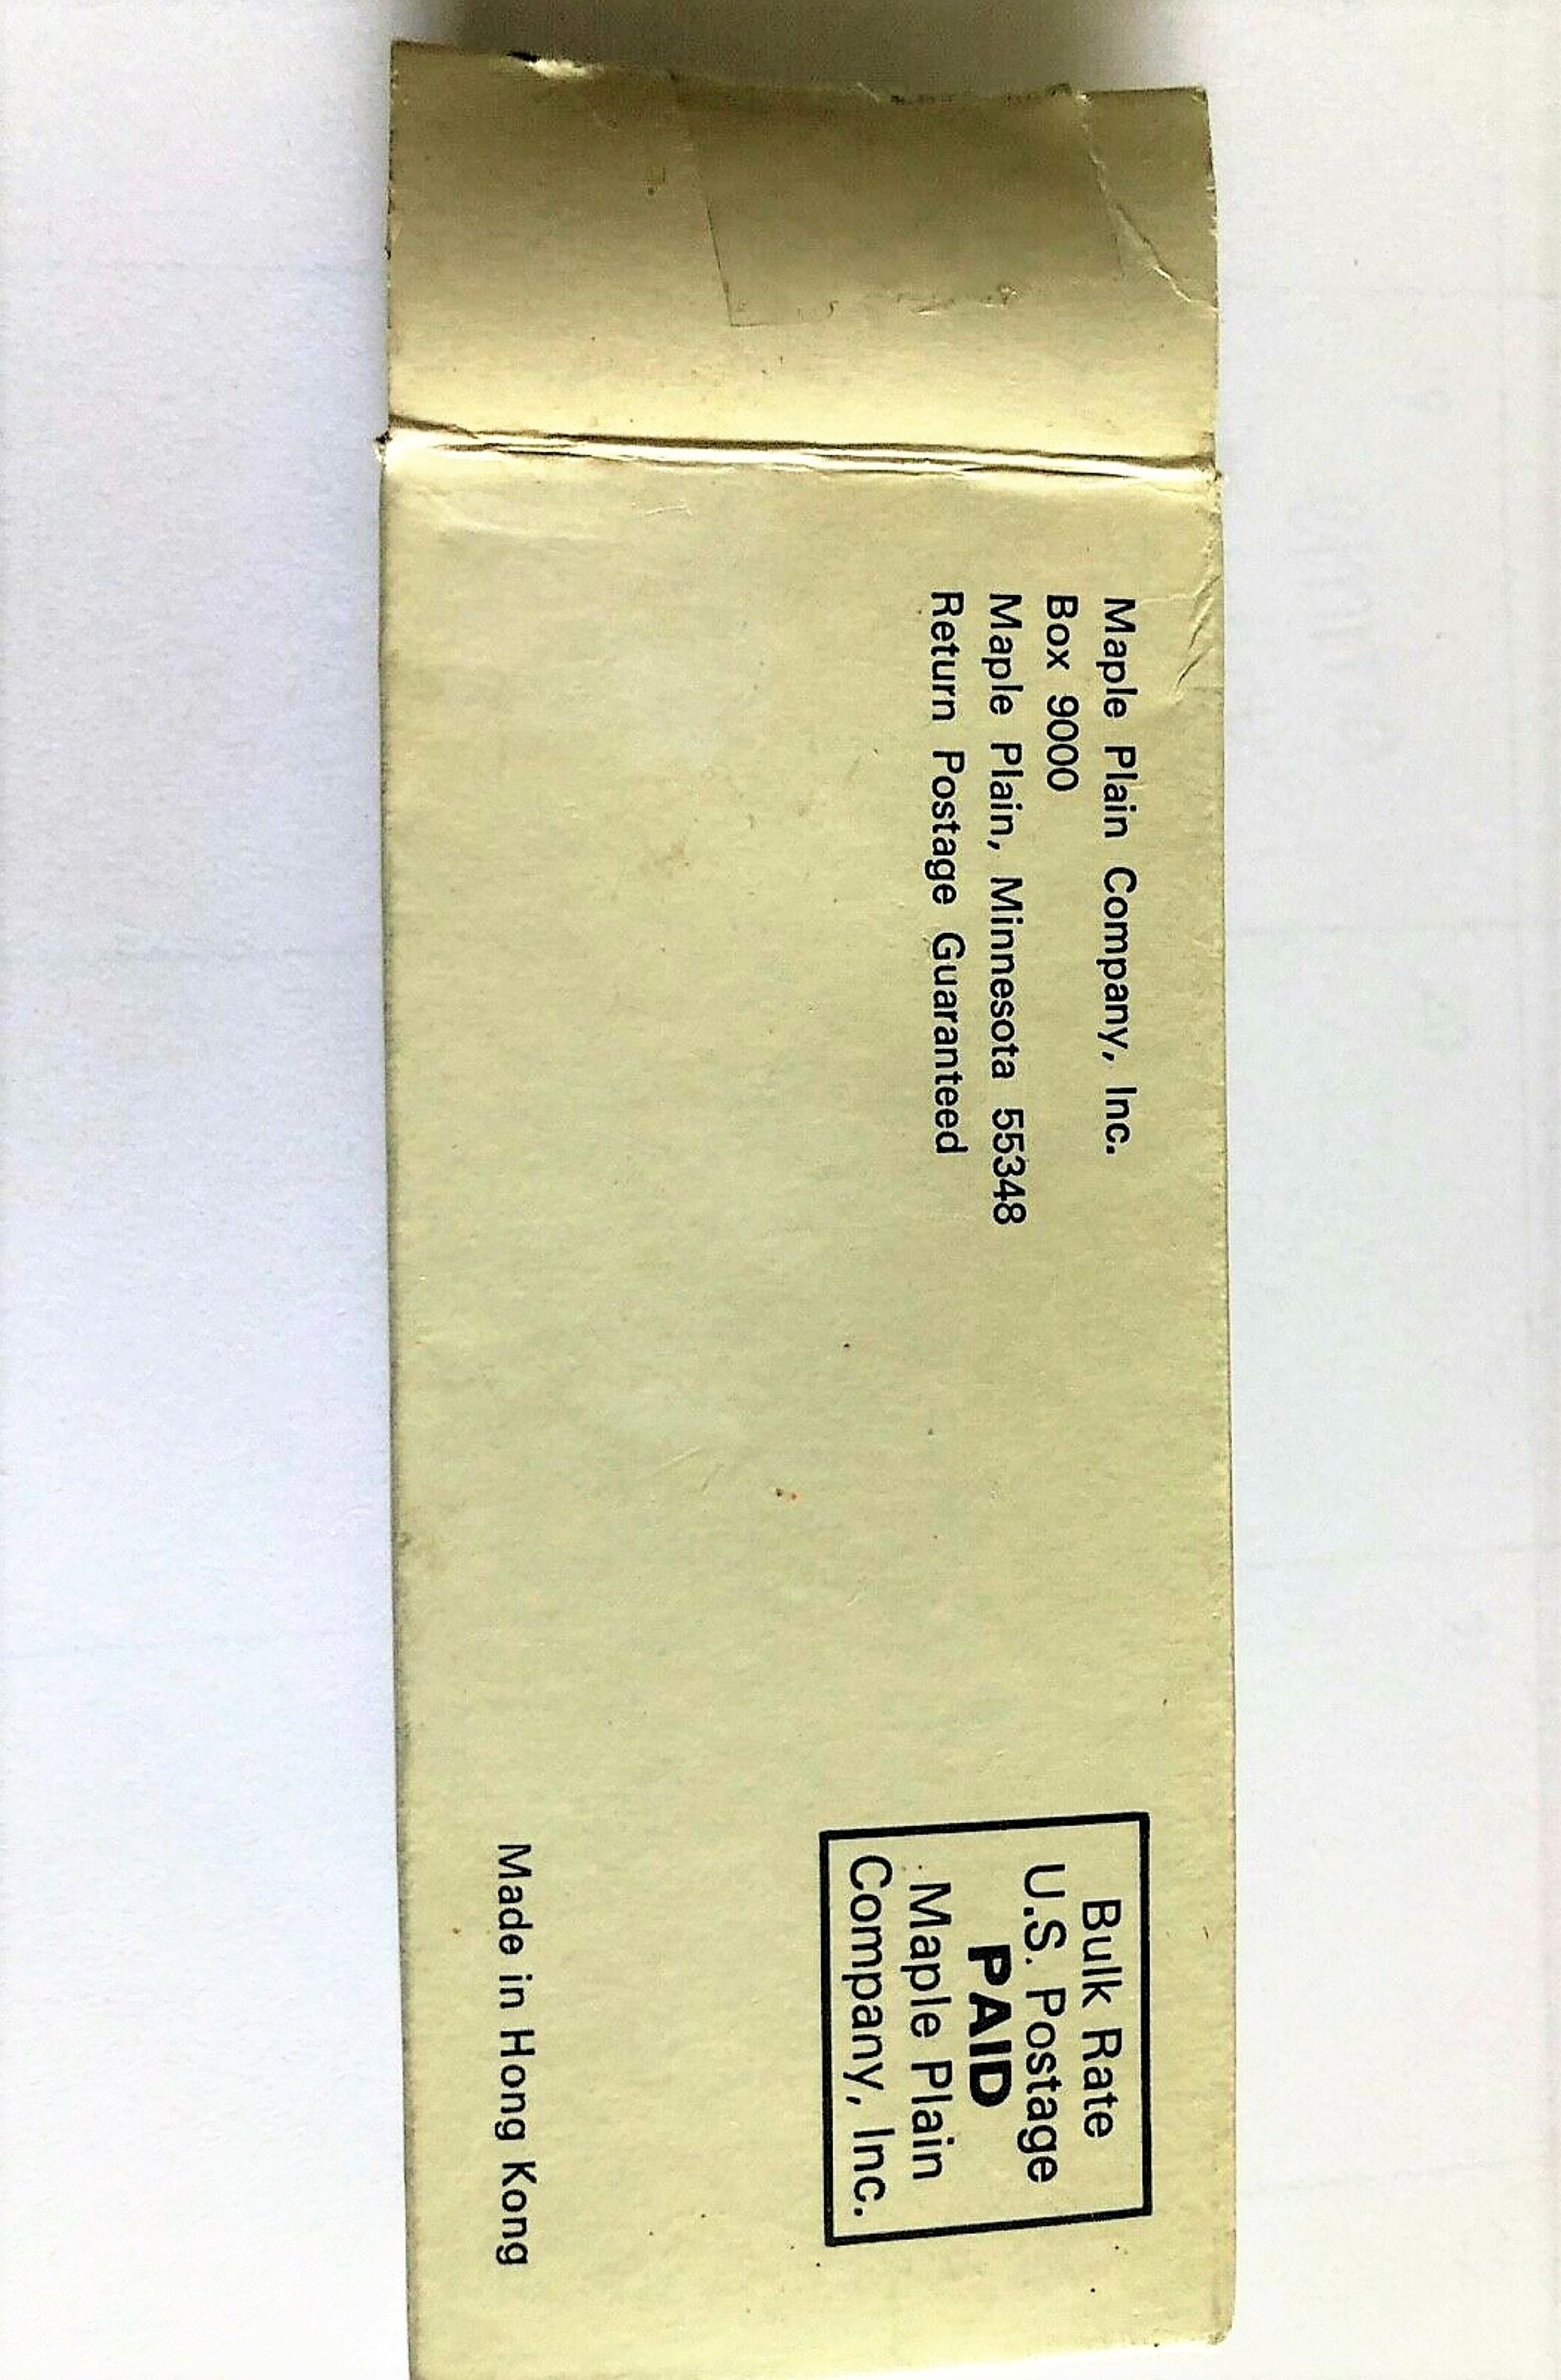 Maple Plain Company, Inc.
Box 9000
Maple Plain, Minnesota 55348
Return Postage Guaranteed
Bulk Rate
U.S. Postage
PAID
Maple Plain
Company, Inc.
Made in Hong Kong